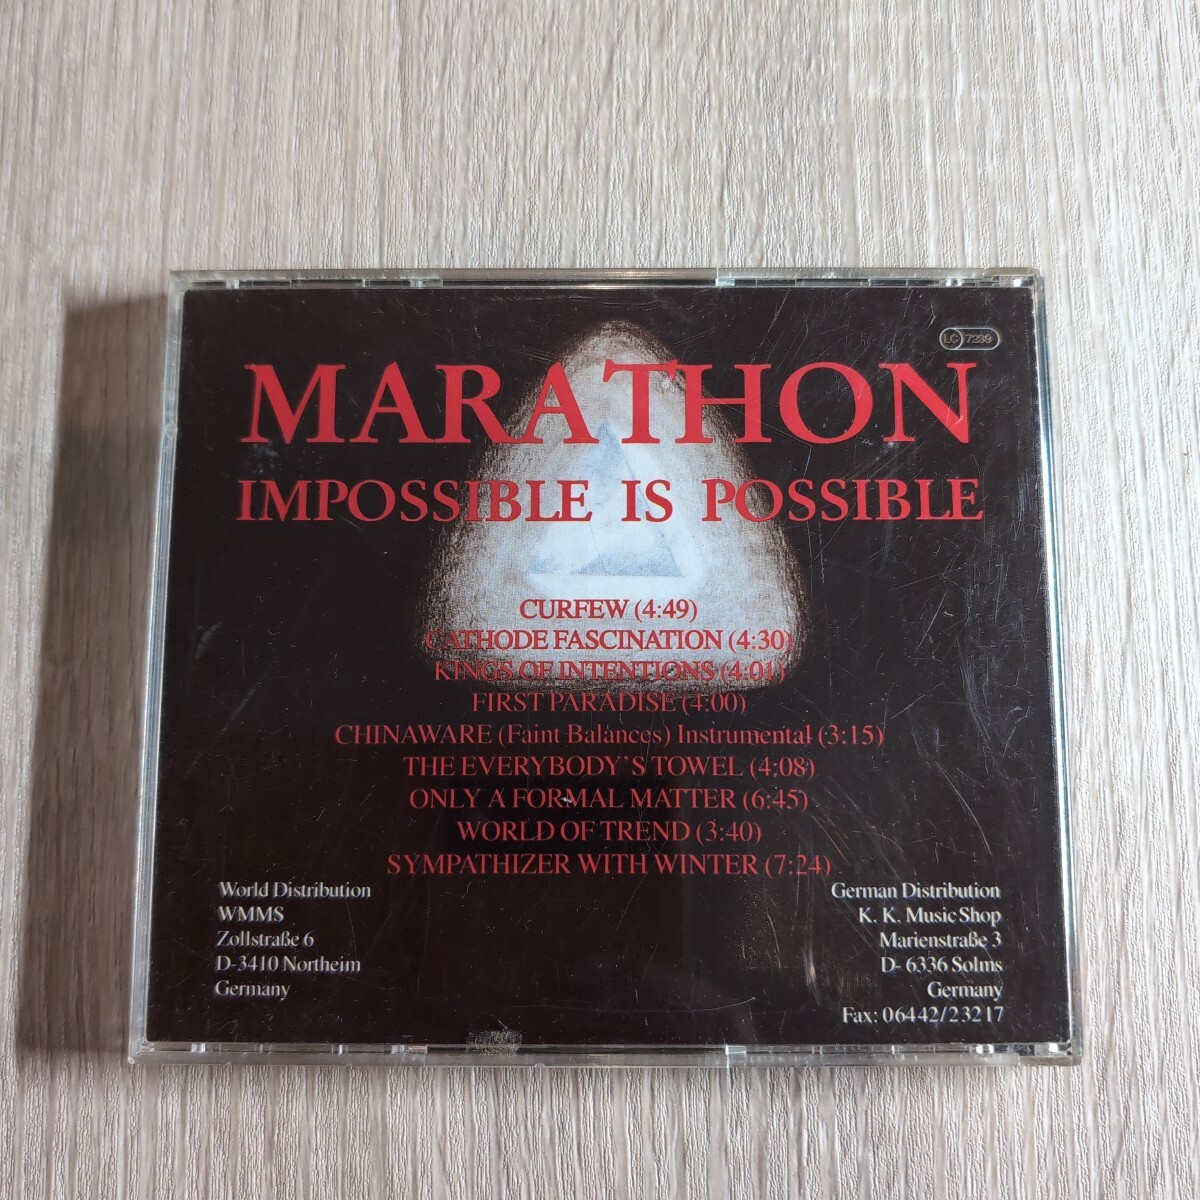 LC 7239
MARATHON
IMPOSSIBLE IS POSSIBLE
CURFEW (4:49)
CATHODE FASCINATION (4:30)
KINGS OF INTENTIONS (4:01)
FIRST PARADISE (4:00)
CHINAWARE (Faint Balances) Instrumental (3:15)
THE EVERYBODY'S TOWEL (4:08)
ONLY A FORMAL MATTER (6:45)
WORLD OF TREND (3:40)
SYMPATHIZER WITH WINTER (7:24)
World Distribution
WMMS
Zollstraße 6
D-3410 Northeim
Germany
German Distribution
K. K. Music Shop
Marienstraße 3
D- 6336 Solms
Germany
Fax: 06442/23217